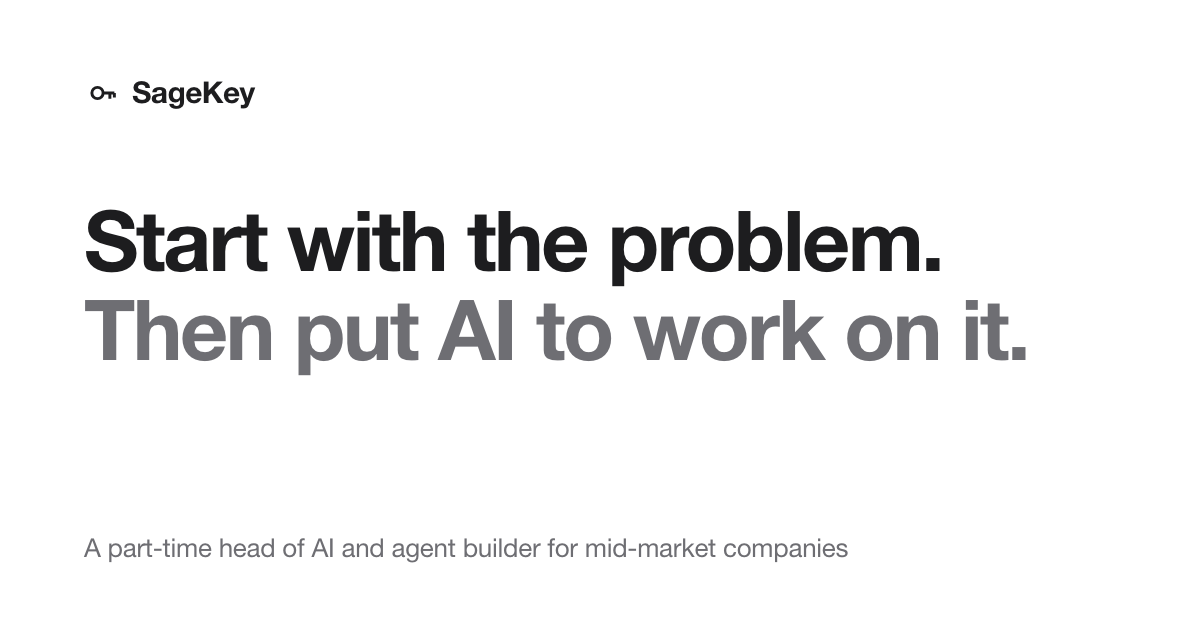 SageKey
Start with the problem.
Then put AI to work on it.
A part-time head of AI and agent builder for mid-market companies